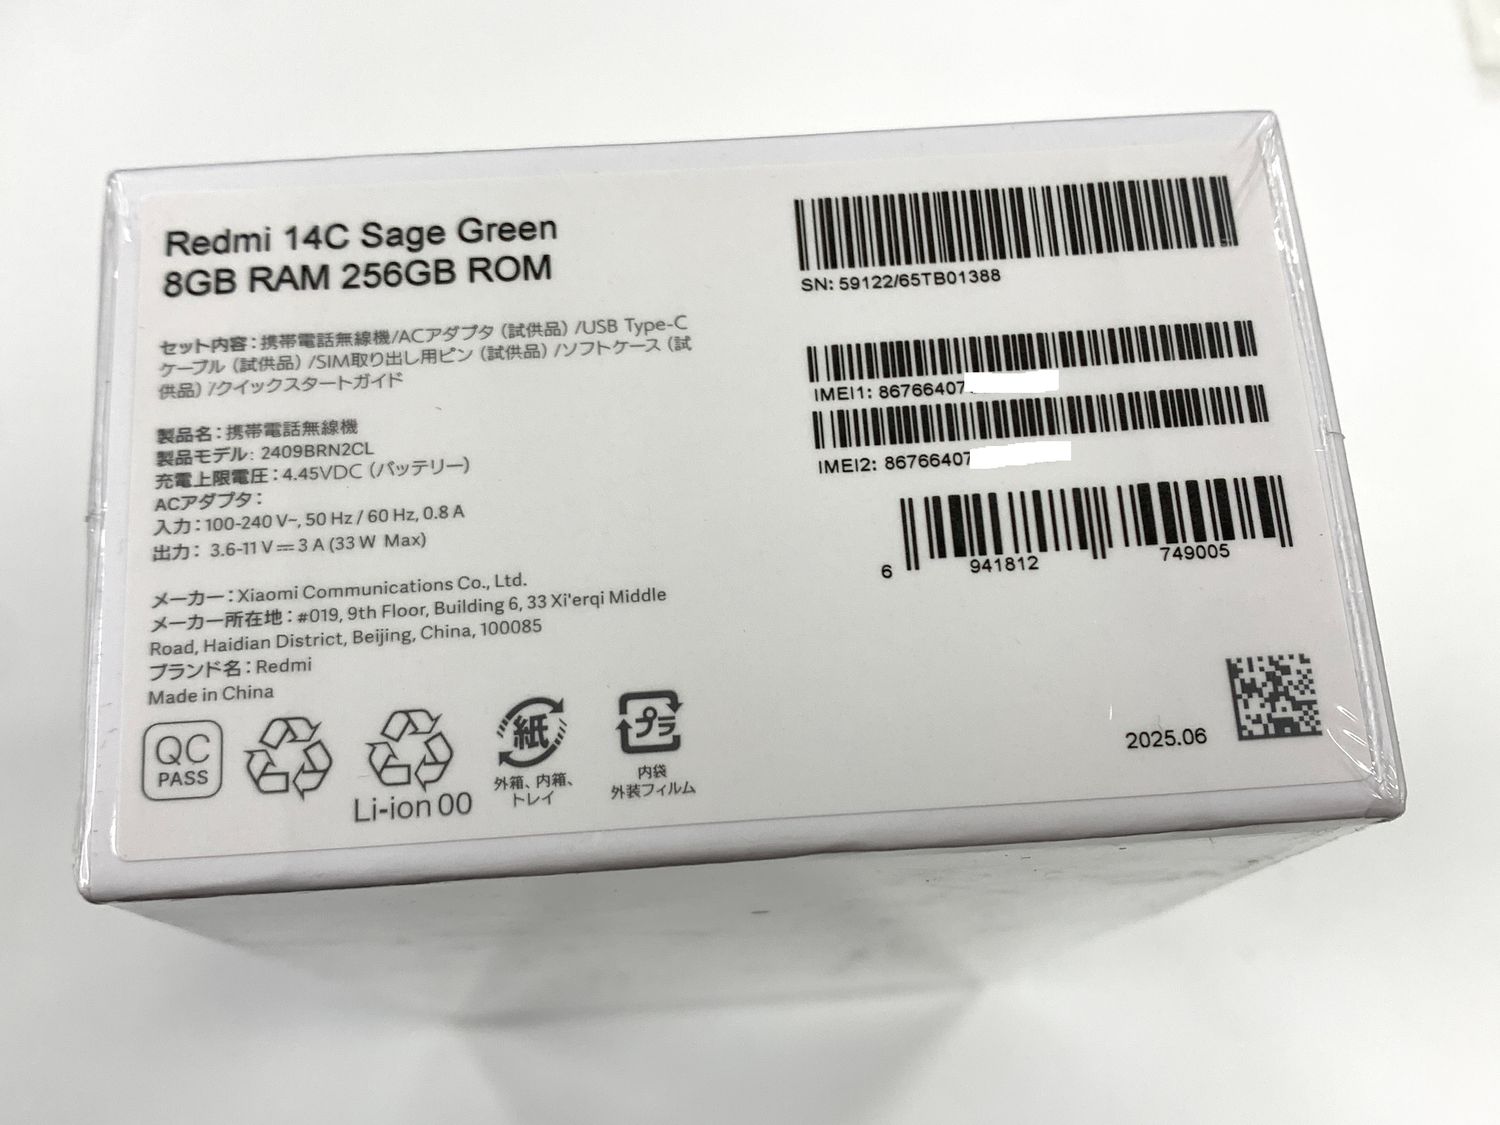 Redmi 14C Sage Green
8GB RAM 256GB ROM
セット内容：携帯電話無線機/ACアダプタ（試供品）/USB Type-C
ケーブル（試供品）/SIM取り出し用ピン（試供品）/ソフトケース（試
供品）/クイックスタートガイド
製品名：携帯電話無線機
製品モデル: 2409BRN2CL
充電上限電圧：4.45VDC（バッテリー）
ACアダプタ：
入力：100-240 V~, 50 Hz / 60 Hz, 0.8 A
出力： 3.6-11 V⎓3 A (33 W Max)
メーカー：Xiaomi Communications Co., Ltd.
メーカー所在地：#019, 9th Floor, Building 6, 33 Xi'erqi Middle
Road, Haidian District, Beijing, China, 100085
ブランド名：Redmi
Made in China
QC
PASS
Li-ion 00
紙
外箱、内箱、
トレイ
プラ
内袋
外装フィルム
SN: 59122/65TB01388
IMEI1: 86766407
IMEI2: 86766407
6 941812 749005
2025.06